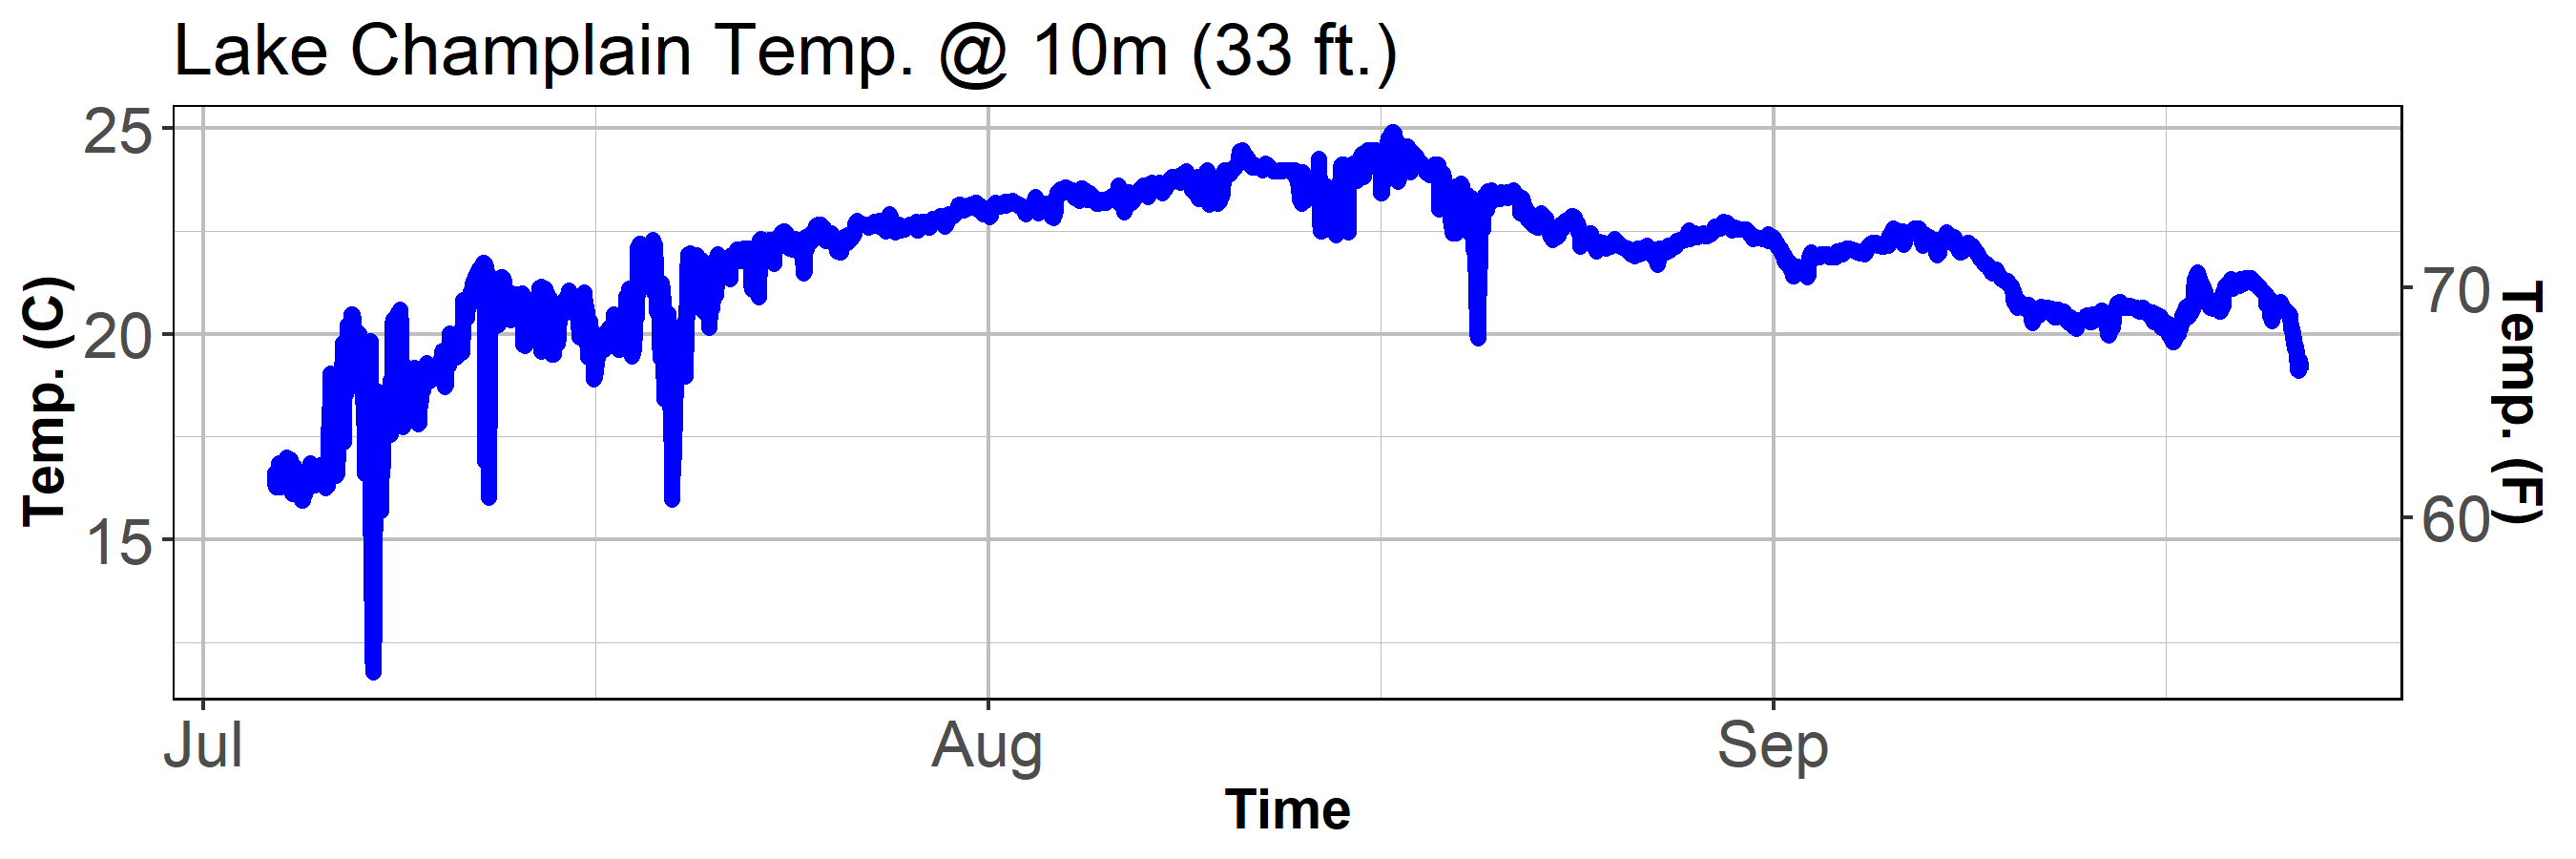 Lake Champlain Temp. @ 10m (33 ft.)
Temp. (C)
25
20
15
70
60
Temp. (F)
Jul
Aug
Sep
Time